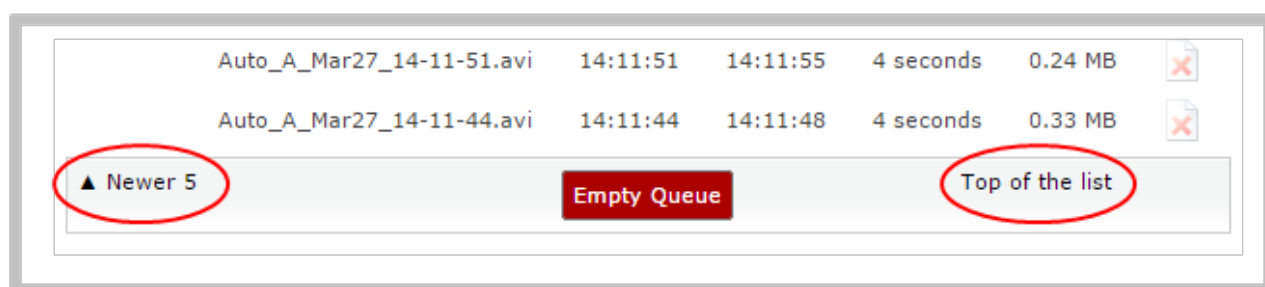 Auto_A_Mar27_14-11-51.avi 14:11:51 14:11:55 4 seconds 0.24 MB
Auto_A_Mar27_14-11-44.avi 14:11:44 14:11:48 4 seconds 0.33 MB
▲ Newer 5 Empty Queue Top of the list